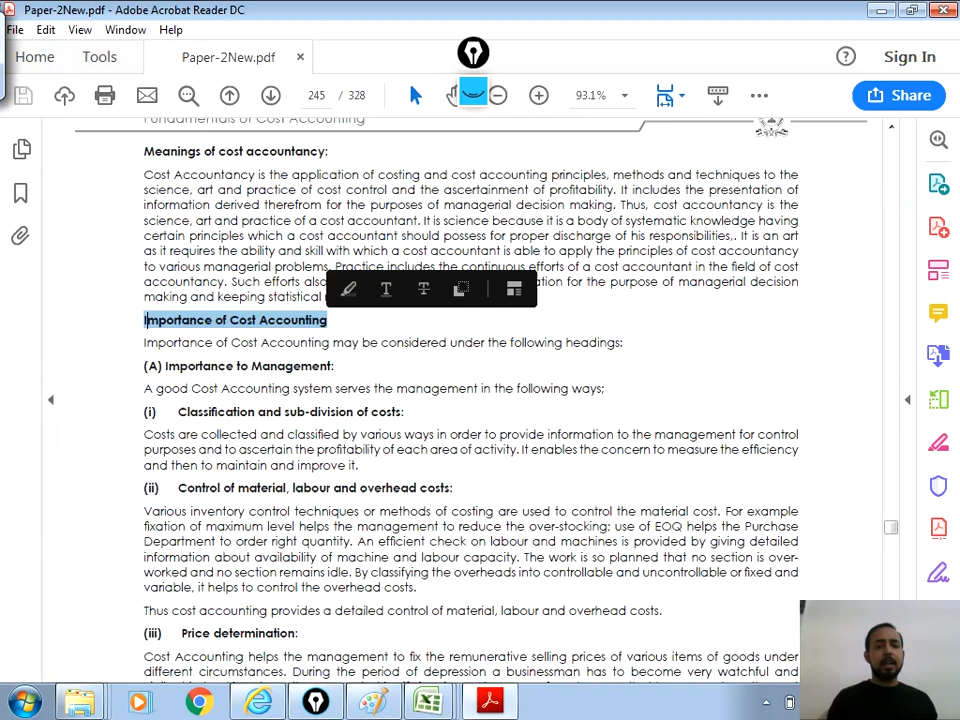 Paper-2New.pdf - Adobe Acrobat Reader DC
File Edit View Window Help
Home Tools Paper-2New.pdf × Sign In
245 / 328 93.1% Share
Fundamentals of Cost Accounting
Meanings of cost accountancy:
Cost Accountancy is the application of costing and cost accounting principles, methods and techniques to the
science, art and practice of cost control and the ascertainment of profitability. It includes the presentation of
information derived therefrom for the purposes of managerial decision making. Thus, cost accountancy is the
science, art and practice of a cost accountant. It is science because it is a body of systematic knowledge having
certain principles which a cost accountant should possess for proper discharge of his responsibilities,. It is an art
as it requires the ability and skill with which a cost accountant is able to apply the principles of cost accountancy
to various managerial problems. Practice includes the continuous efforts of a cost accountant in the field of cost
accountancy. Such efforts also for the purpose of managerial decision
making and keeping statistical
Importance of Cost Accounting
Importance of Cost Accounting may be considered under the following headings:
(A) Importance to Management:
A good Cost Accounting system serves the management in the following ways;
(i) Classification and sub-division of costs:
Costs are collected and classified by various ways in order to provide information to the management for control
purposes and to ascertain the profitability of each area of activity. It enables the concern to measure the efficiency
and then to maintain and improve it.
(ii) Control of material, labour and overhead costs:
Various inventory control techniques or methods of costing are used to control the material cost. For example
fixation of maximum level helps the management to reduce the over-stocking; use of EOQ helps the Purchase
Department to order right quantity. An efficient check on labour and machines is provided by giving detailed
information about availability of machine and labour capacity. The work is so planned that no section is over-
worked and no section remains idle. By classifying the overheads into controllable and uncontrollable or fixed and
variable, it helps to control the overhead costs.
Thus cost accounting provides a detailed control of material, labour and overhead costs.
(iii) Price determination:
Cost Accounting helps the management to fix the remunerative selling prices of various items of goods under
different circumstances. During the period of depression a businessman has to become very watchful and